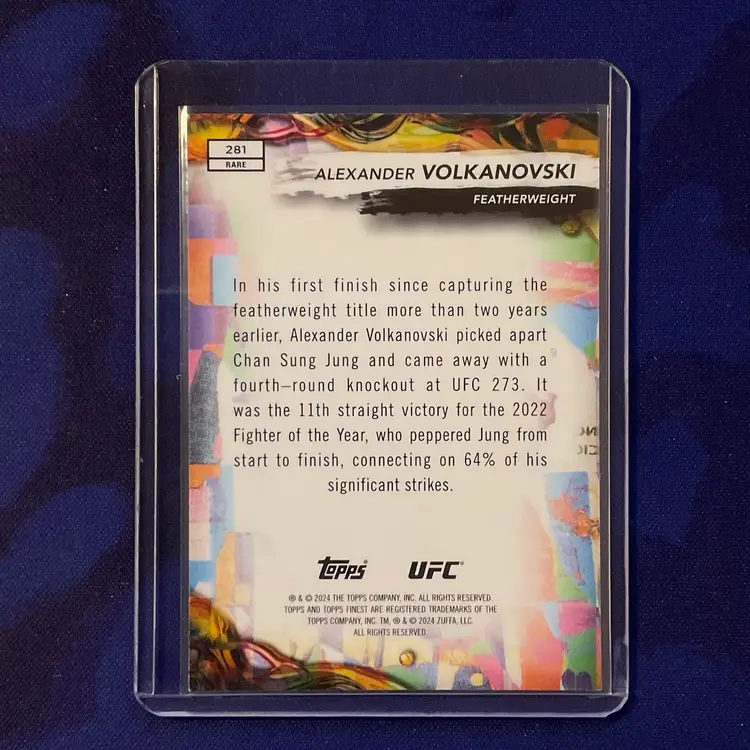 281
RARE
ALEXANDER VOLKANOVSKI
FEATHERWEIGHT
In his first finish since capturing the
featherweight title more than two years
earlier, Alexander Volkanovski picked apart
Chan Sung Jung and came away with a
fourth–round knockout at UFC 273. It
was the 11th straight victory for the 2022
Fighter of the Year, who peppered Jung from
start to finish, connecting on 64% of his
significant strikes.
Topps® UFC®
® & © 2024 THE TOPPS COMPANY, INC. ALL RIGHTS RESERVED.
TOPPS AND TOPPS FINEST ARE REGISTERED TRADEMARKS OF THE
TOPPS COMPANY, INC. TM, ® & © 2024 ZUFFA, LLC.
ALL RIGHTS RESERVED.